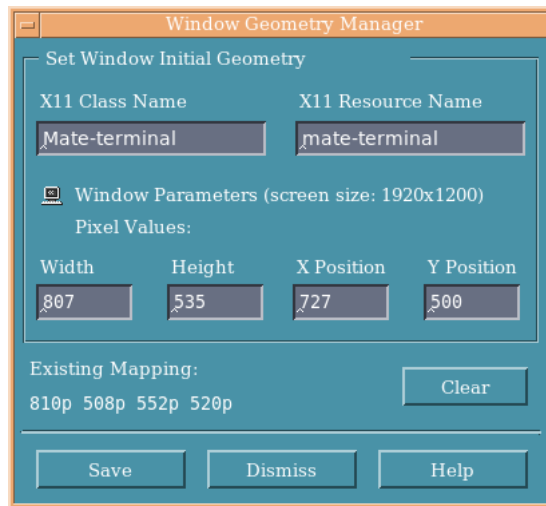 Window Geometry Manager
Set Window Initial Geometry
X11 Class Name X11 Resource Name
Mate-terminal mate-terminal
Window Parameters (screen size: 1920x1200)
Pixel Values:
Width Height X Position Y Position
807 535 727 500
Existing Mapping:
Clear
810p 508p 552p 520p
Save Dismiss Help